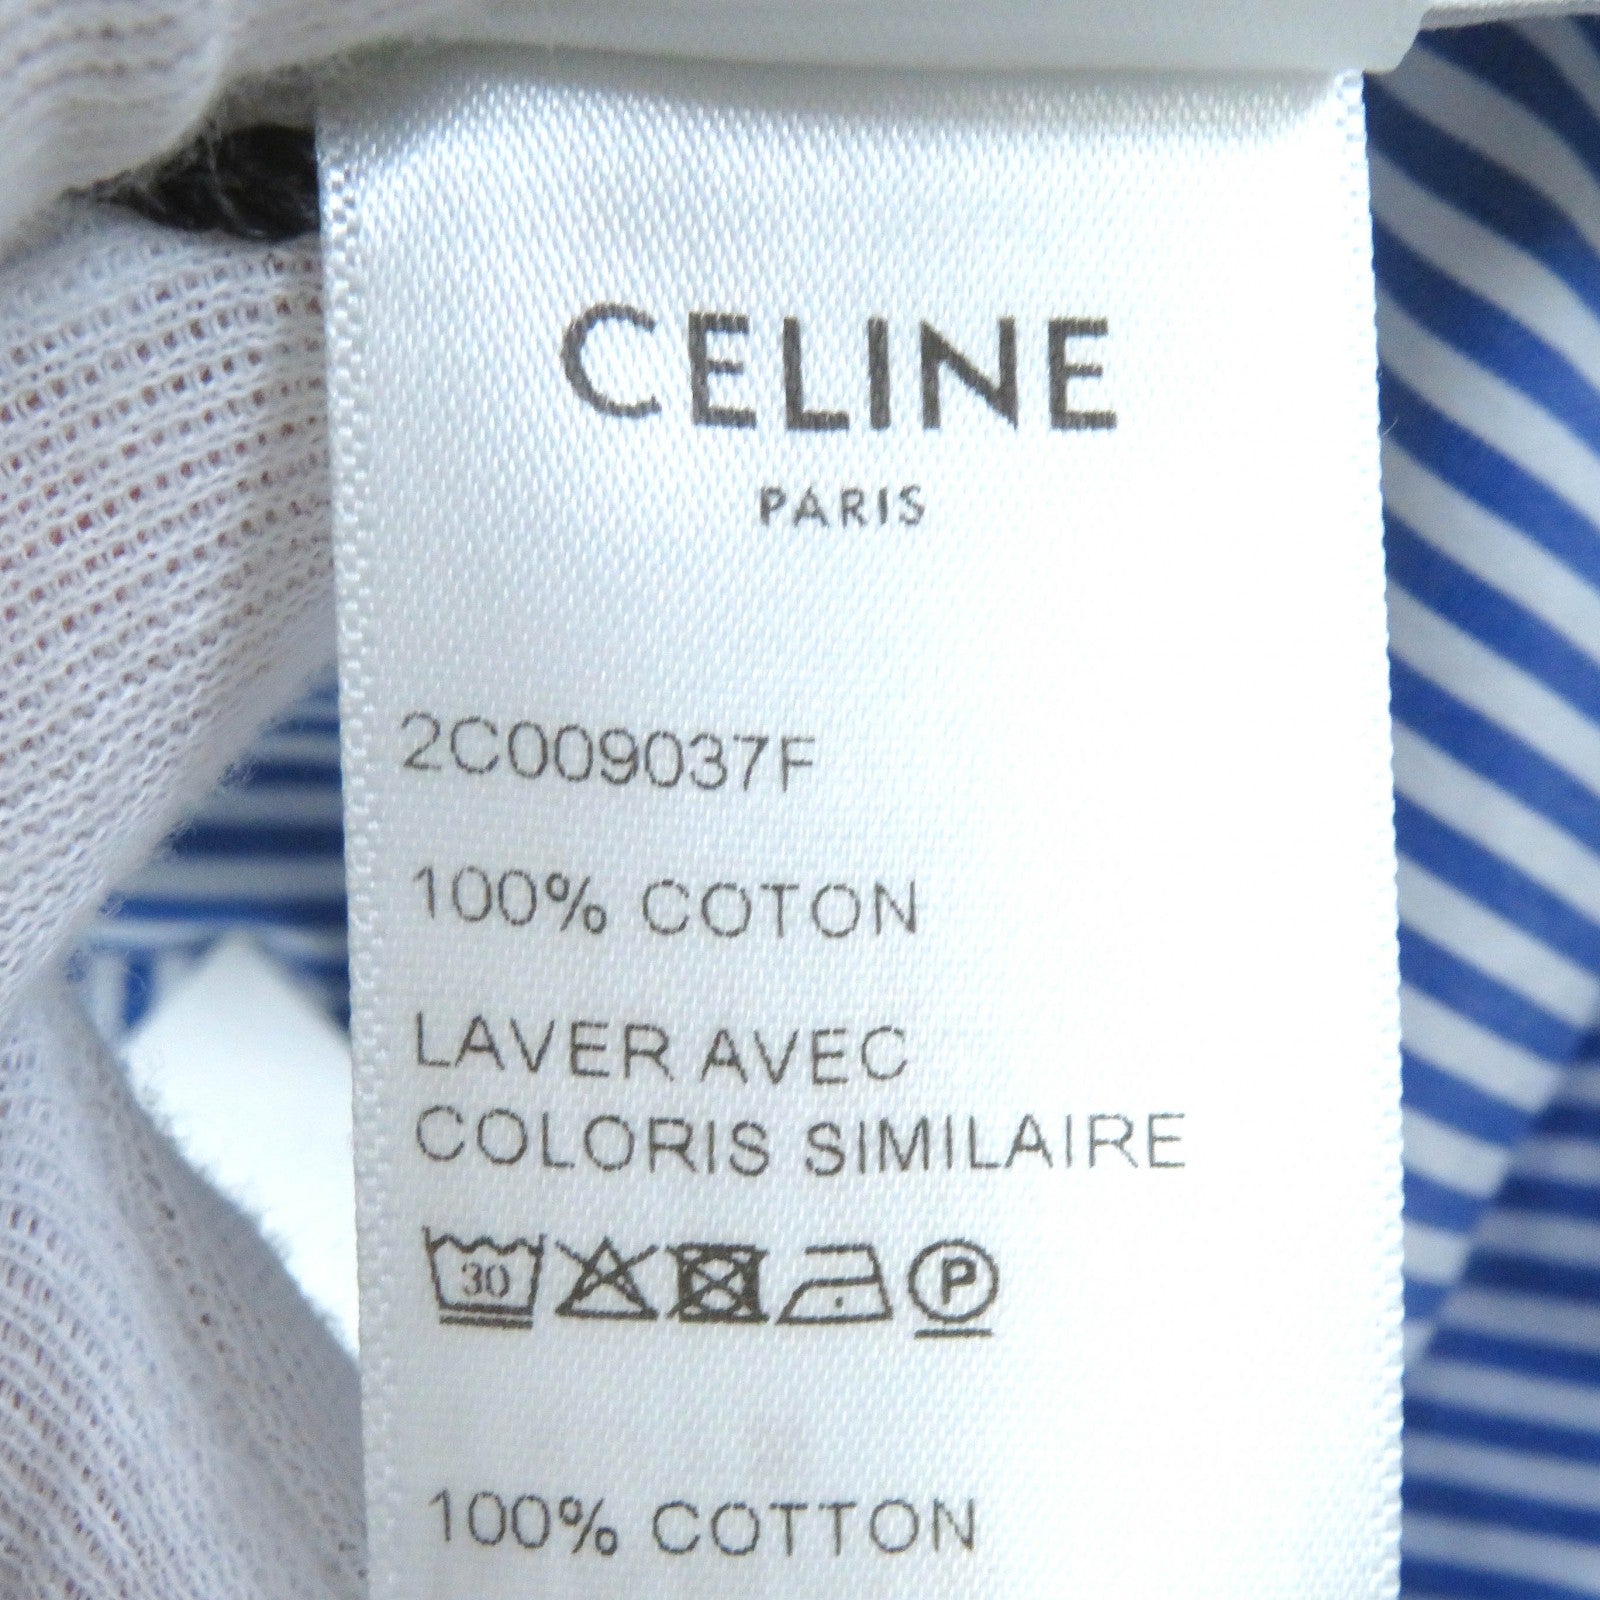 CELINE
PARIS
2C009037F
100% COTON
LAVER AVEC
COLORIS SIMILAIRE
30 P
100% COTTON